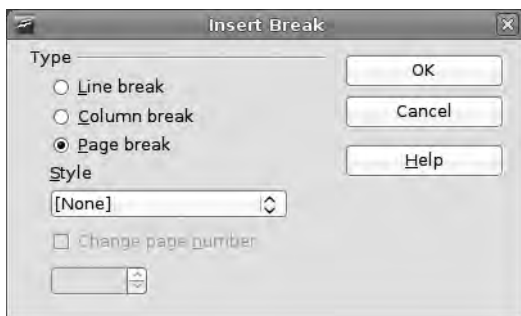 Insert Break
Type
Line break
Column break
Page break
Style
[None]
Change page number
OK
Cancel
Help